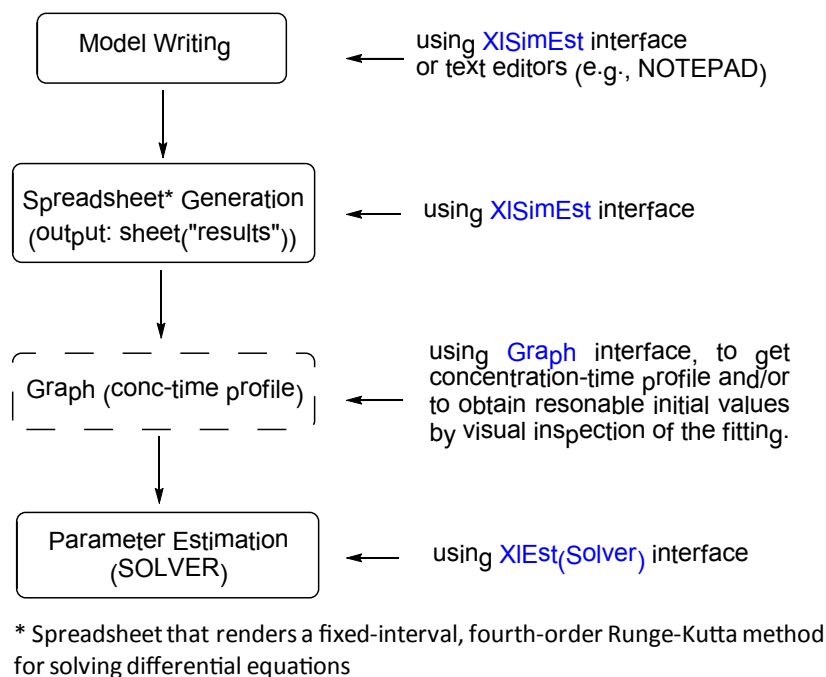 Model Writing
using XlSimEst interface
or text editors (e.g., NOTEPAD)
Spreadsheet* Generation
(output: sheet("results"))
using XlSimEst interface
Graph (conc-time profile)
using Graph interface, to get
concentration-time profile and/or
to obtain resonable initial values
by visual inspection of the fitting.
Parameter Estimation
(SOLVER)
using XlEst(Solver) interface
* Spreadsheet that renders a fixed-interval, fourth-order Runge-Kutta method
for solving differential equations